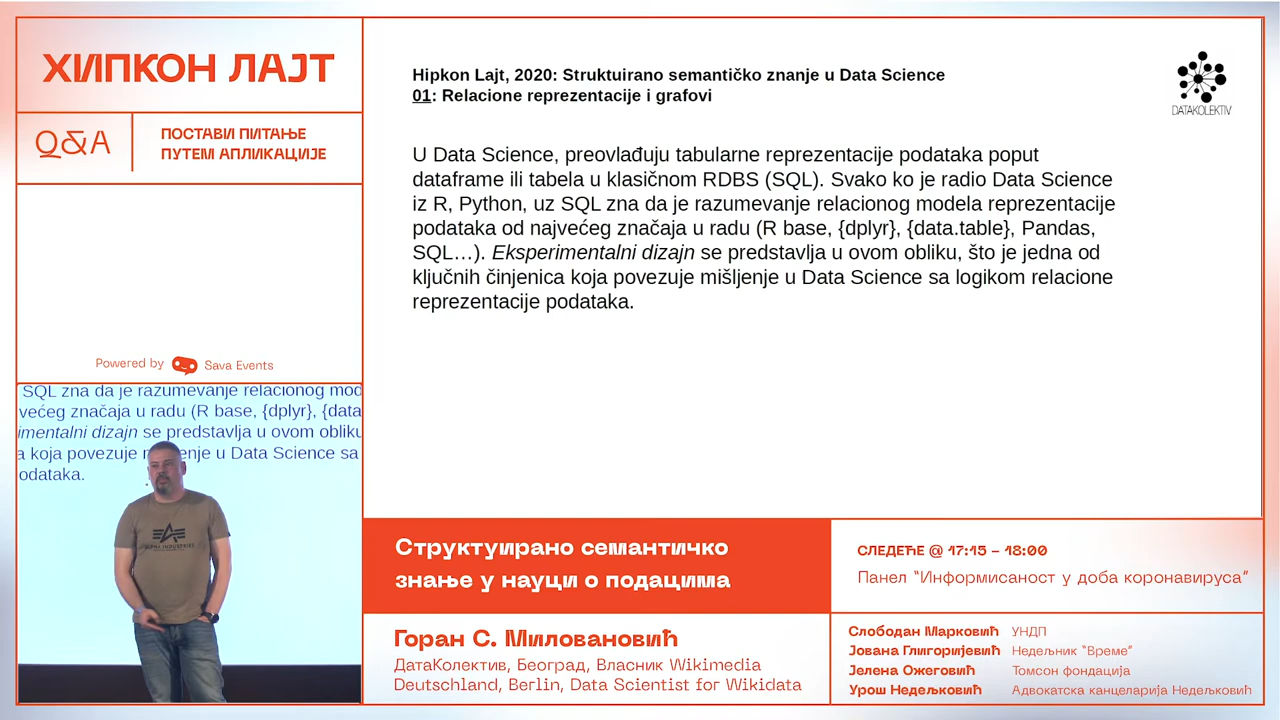 ХИПКОН ЛАЈТ
Q&A
ПОСТАВИ ПИТАЊЕ
ПУТЕМ АПЛИКАЦИЈЕ
Powered by Sava Events
SQL zna da je razumevanje relacionog mod
većeg značaja u radu (R base, {dplyr}, {data
imentalni dizajn se predstavlja u ovom obliku
a koja povezuje mišljenje u Data Science sa
odataka.
ALPHA INDUSTRIES
Hipkon Lajt, 2020: Struktuirano semantičko znanje u Data Science
01: Relacione reprezentacije i grafovi
DATAKOLEKTIV
U Data Science, preovlađuju tabularne reprezentacije podataka poput
dataframe ili tabela u klasičnom RDBS (SQL). Svako ko je radio Data Science
iz R, Python, uz SQL zna da je razumevanje relacionog modela reprezentacije
podataka od najvećeg značaja u radu (R base, {dplyr}, {data.table}, Pandas,
SQL…). Eksperimentalni dizajn se predstavlja u ovom obliku, što je jedna od
ključnih činjenica koja povezuje mišljenje u Data Science sa logikom relacione
reprezentacije podataka.
Структуирано семантичко
знање у науци о подацима
Горан С. Миловановић
ДатаКолектив, Београд, Власник Wikimedia
Deutschland, Berlin, Data Scientist for Wikidata
СЛЕДЕЋЕ @ 17:15 – 18:00
Панел “Информисаност у доба коронавируса”
Слободан Марковић УНДП
Јована Глигоријевић Недељник “Време”
Јелена Ожеговић Томсон фондација
Урош Недељковић Адвокатска канцеларија Недељковић